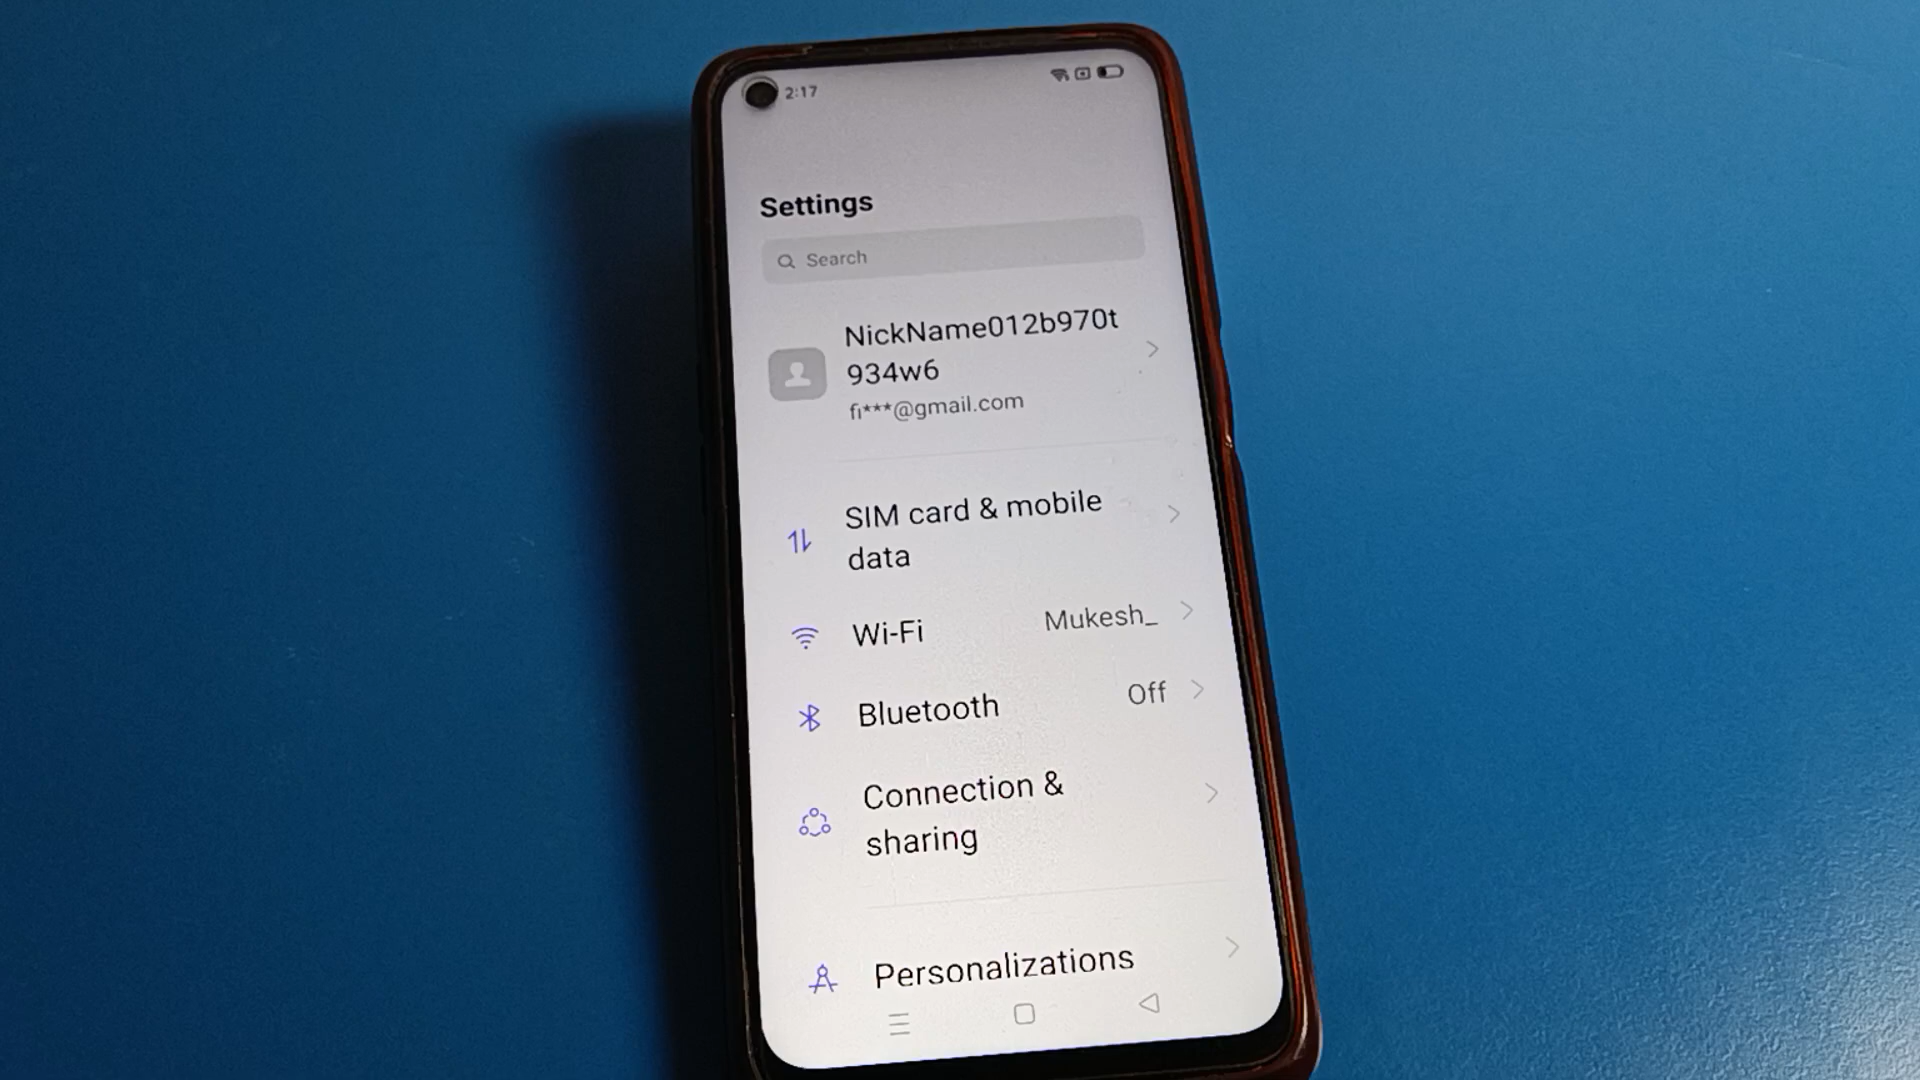 2:17
Settings
Search
NickName012b970t
934w6
fi***@gmail.com
SIM card & mobile
data
Wi-Fi Mukesh_
Bluetooth Off
Connection &
sharing
Personalizations